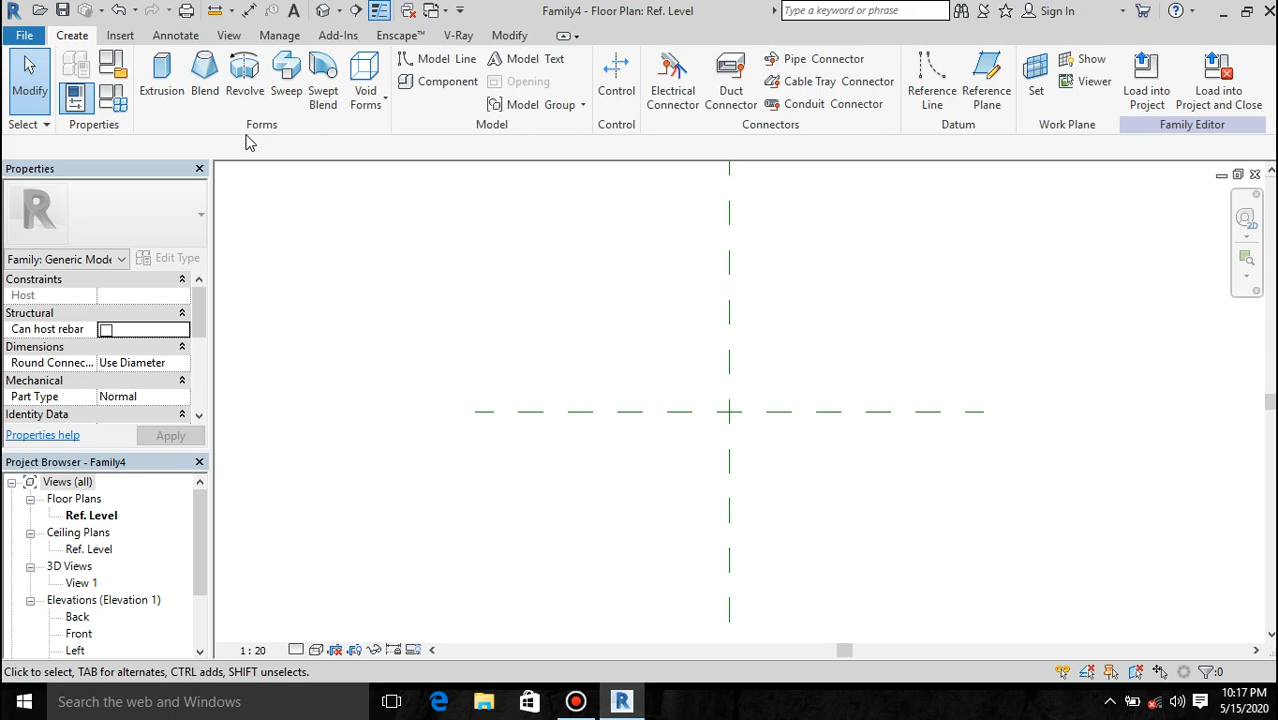 Family4 - Floor Plan: Ref. Level
Type a keyword or phrase
Sign In
File Create Insert Annotate View Manage Add-Ins Enscape™ V-Ray Modify
Modify
Select
Properties
Extrusion
Blend
Revolve
Sweep
Swept Blend
Void Forms
Forms
Model Line
Component
Model Text
Opening
Model Group
Model
Control
Control
Electrical Connector
Duct Connector
Pipe Connector
Cable Tray Connector
Conduit Connector
Connectors
Reference Line
Reference Plane
Datum
Set
Show
Viewer
Work Plane
Load into Project
Load into Project and Close
Family Editor
Properties
R
Family: Generic Mode
Edit Type
Constraints
Host
Structural
Can host rebar
Dimensions
Round Connec... Use Diameter
Mechanical
Part Type Normal
Identity Data
Properties help
Apply
Project Browser - Family4
Views (all)
Floor Plans
Ref. Level
Ceiling Plans
Ref. Level
3D Views
View 1
Elevations (Elevation 1)
Back
Front
Left
2D
1 : 20
Click to select, TAB for alternates, CTRL adds, SHIFT unselects.
:0
Search the web and Windows
10:17 PM
5/15/2020